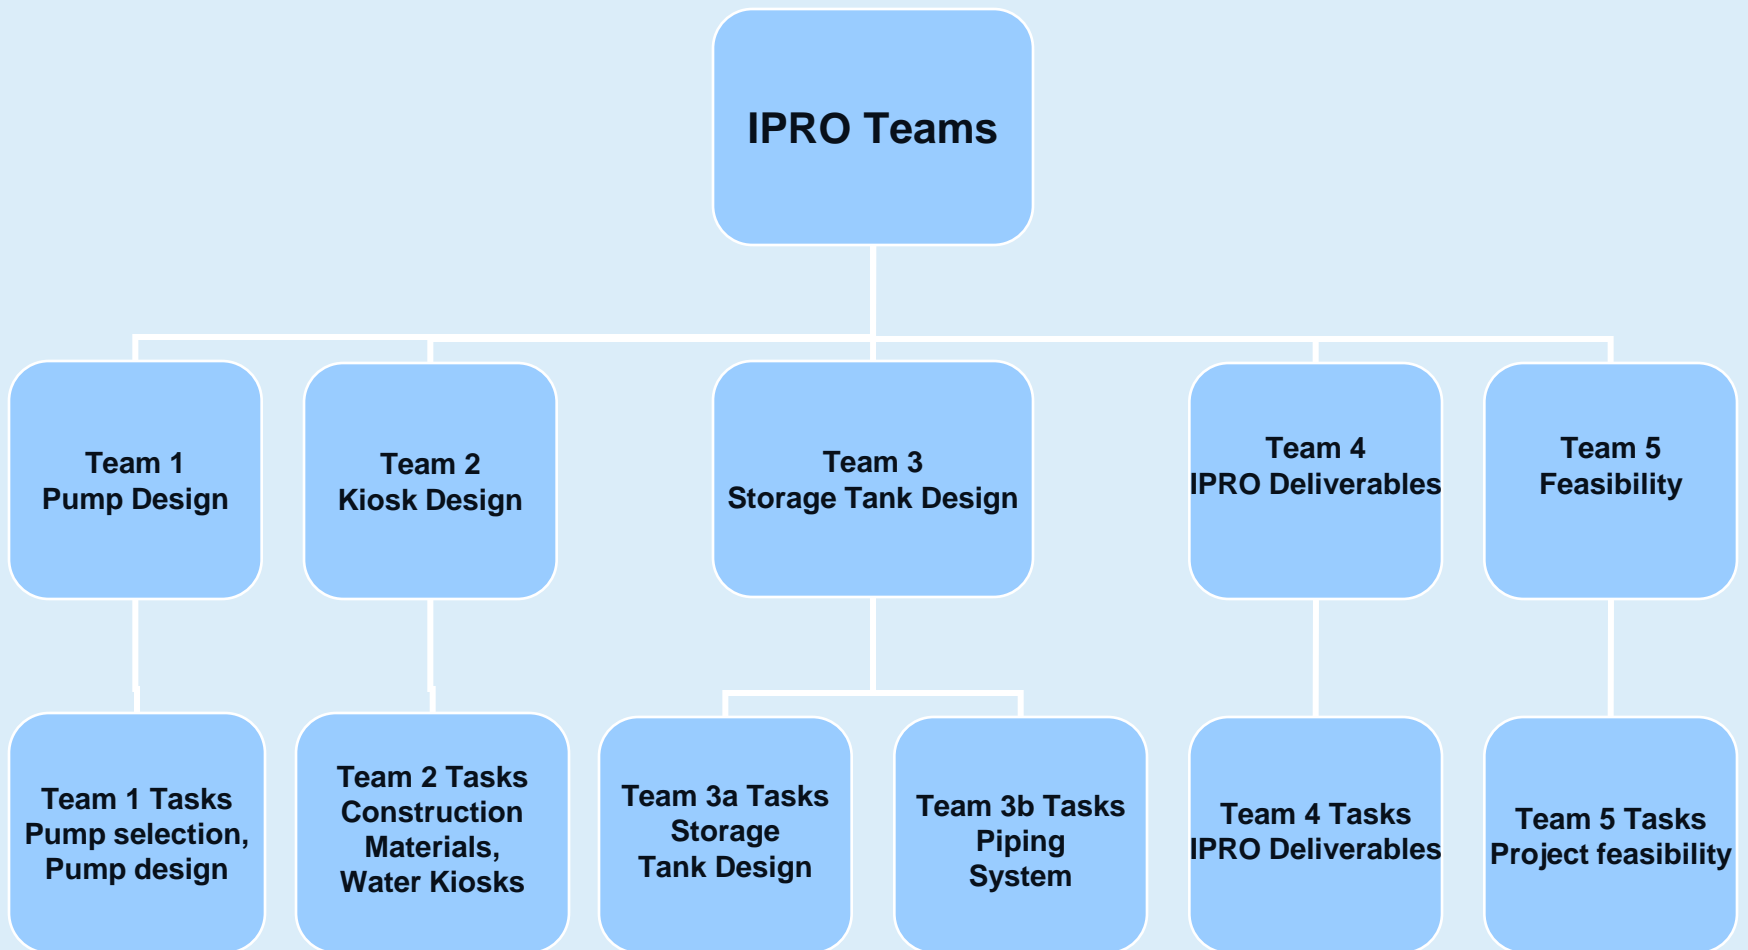 IPRO Teams
Team 1
Pump Design
Team 2
Kiosk Design
Team 3
Storage Tank Design
Team 4
IPRO Deliverables
Team 5
Feasibility
Team 1 Tasks
Pump selection,
Pump design
Team 2 Tasks
Construction
Materials,
Water Kiosks
Team 3a Tasks
Storage
Tank Design
Team 3b Tasks
Piping
System
Team 4 Tasks
IPRO Deliverables
Team 5 Tasks
Project feasibility